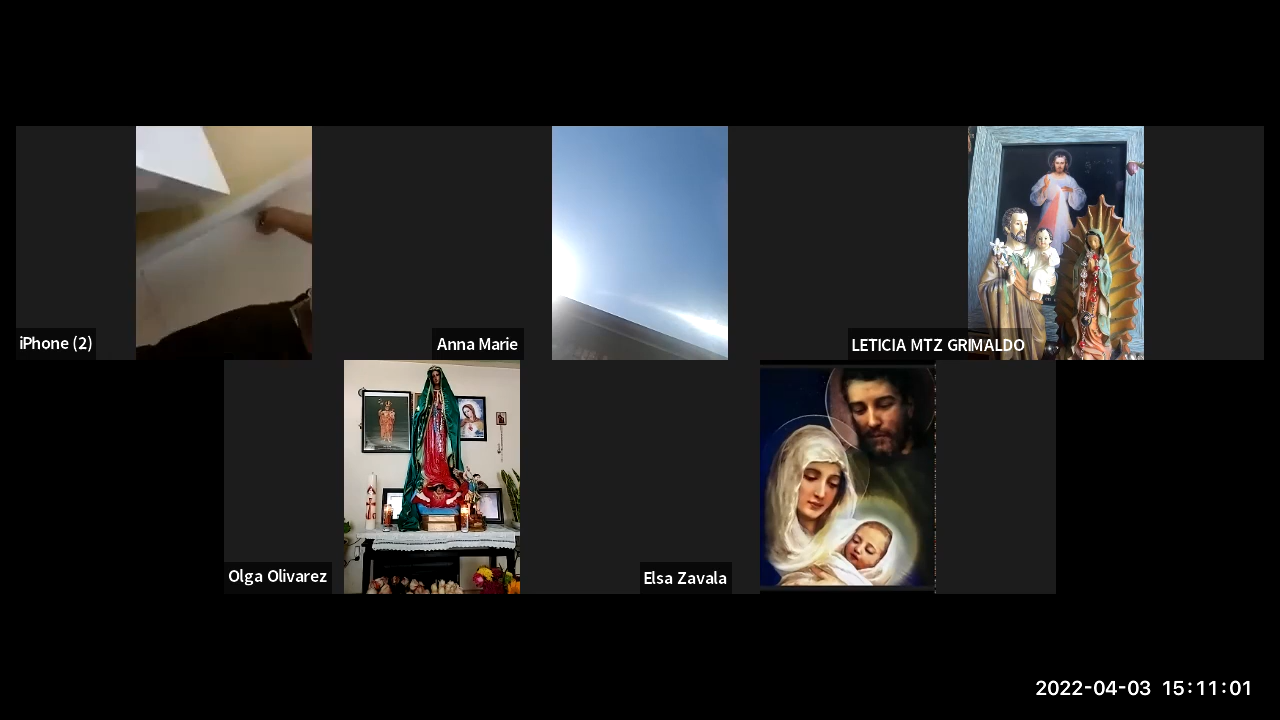 iPhone (2)
Anna Marie
LETICIA MTZ GRIMALDO
Olga Olivarez
Elsa Zavala
2022-04-03 15:11:01